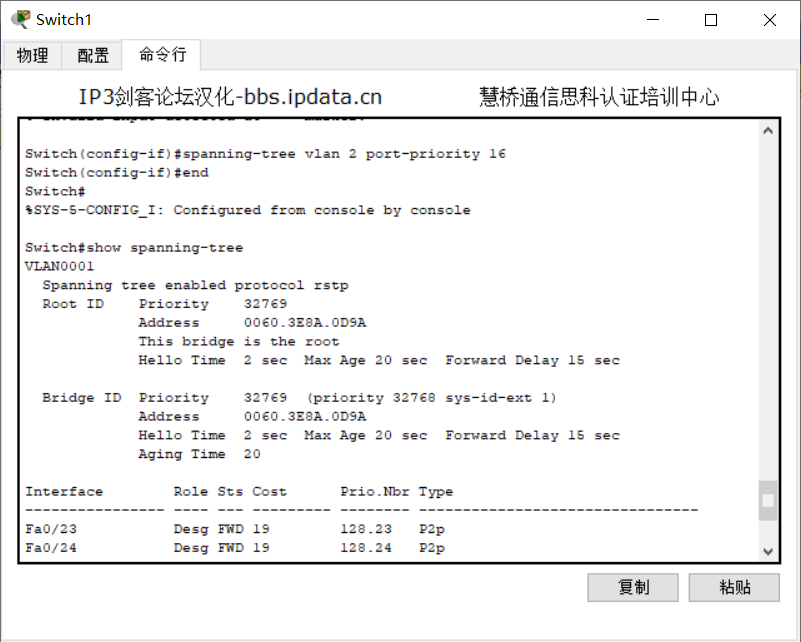 Switch1
物理 配置 命令行
IP3剑客论坛汉化-bbs.ipdata.cn 慧桥通信思科认证培训中心
Switch(config-if)#spanning-tree vlan 2 port-priority 16
Switch(config-if)#end
Switch#
%SYS-5-CONFIG_I: Configured from console by console
Switch#show spanning-tree
VLAN0001
Spanning tree enabled protocol rstp
Root ID Priority 32769
Address 0060.3E8A.0D9A
This bridge is the root
Hello Time 2 sec Max Age 20 sec Forward Delay 15 sec
Bridge ID Priority 32769 (priority 32768 sys-id-ext 1)
Address 0060.3E8A.0D9A
Hello Time 2 sec Max Age 20 sec Forward Delay 15 sec
Aging Time 20
Interface Role Sts Cost Prio.Nbr Type
---------------- ---- --- --------- -------- --------------------------------
Fa0/23 Desg FWD 19 128.23 P2p
Fa0/24 Desg FWD 19 128.24 P2p
复制 粘贴